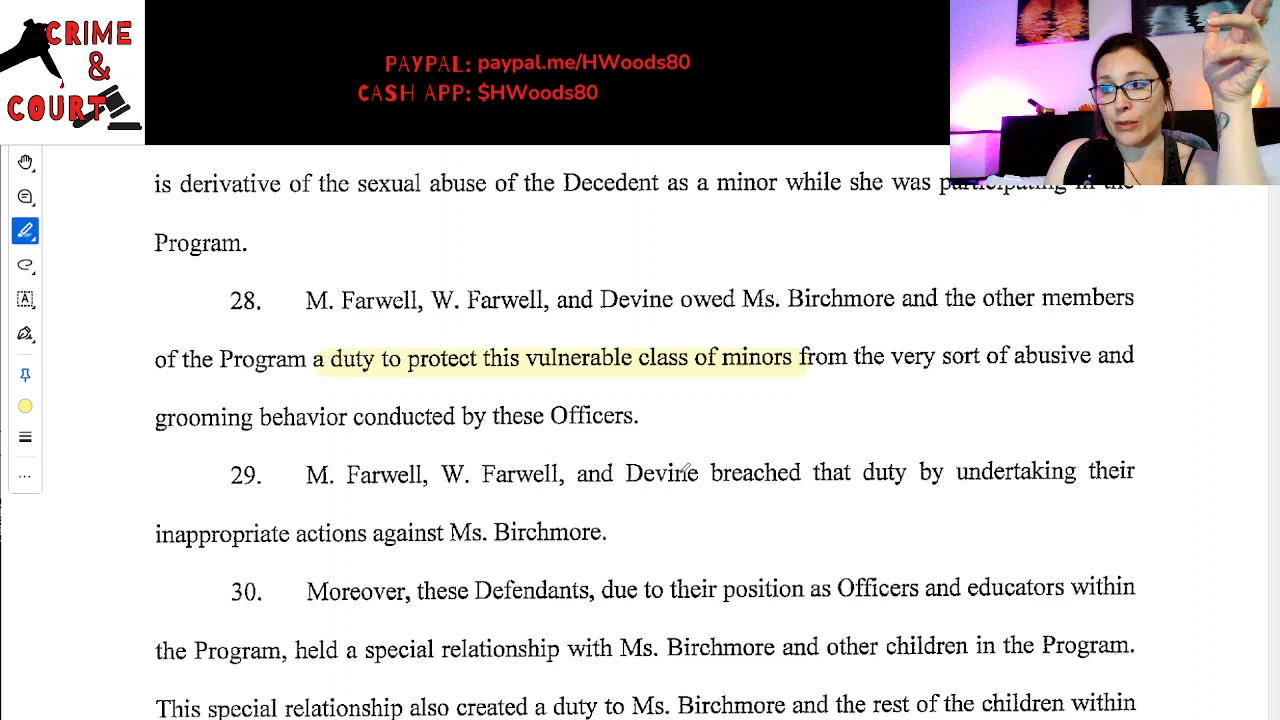 CRIME
&
COURT
PAYPAL: paypal.me/HWoods80
CASH APP: $HWoods80
is derivative of the sexual abuse of the Decedent as a minor while she was participating in the
Program.
28. M. Farwell, W. Farwell, and Devine owed Ms. Birchmore and the other members
of the Program a duty to protect this vulnerable class of minors from the very sort of abusive and
grooming behavior conducted by these Officers.
29. M. Farwell, W. Farwell, and Devine breached that duty by undertaking their
inappropriate actions against Ms. Birchmore.
30. Moreover, these Defendants, due to their position as Officers and educators within
the Program, held a special relationship with Ms. Birchmore and other children in the Program.
This special relationship also created a duty to Ms. Birchmore and the rest of the children within